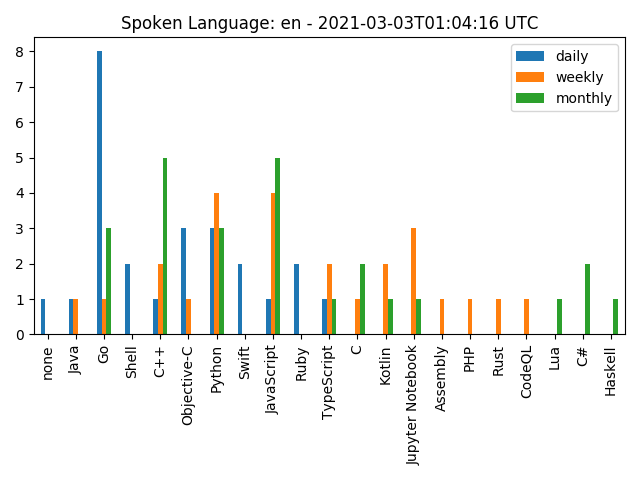 Spoken Language: en - 2021-03-03T01:04:16 UTC
daily
weekly
monthly
8
7
6
5
4
3
2
1
0
none
Java
Go
Shell
C++
Objective-C
Python
Swift
JavaScript
Ruby
TypeScript
C
Kotlin
Jupyter Notebook
Assembly
PHP
Rust
CodeQL
Lua
C#
Haskell